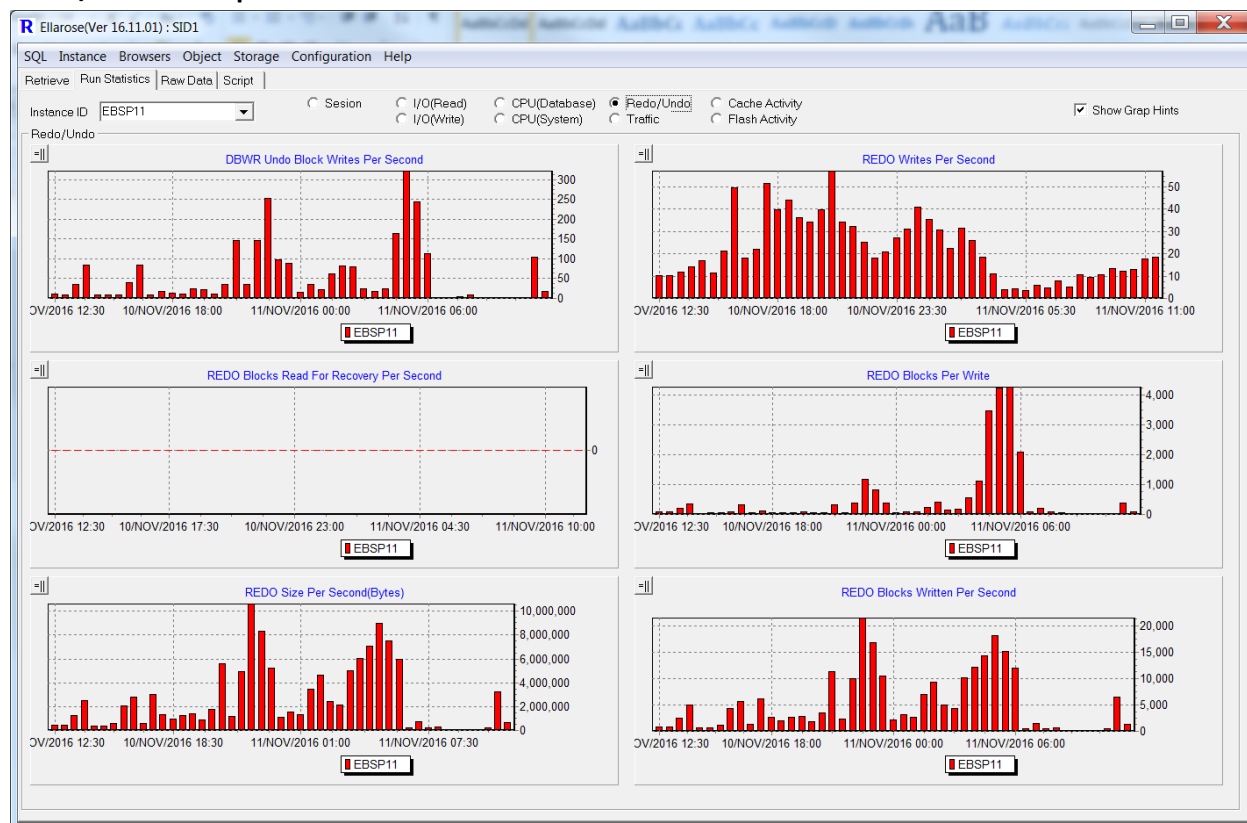 Ellarose(Ver 16.11.01) : SID1
SQL Instance Browsers Object Storage Configuration Help
Retrieve Run Statistics Raw Data Script
Instance ID EBSP11
Sesion I/O(Read) CPU(Database) Redo/Undo Cache Activity
I/O(Write) CPU(System) Traffic Flash Activity
Show Grap Hints
Redo/Undo
DBWR Undo Block Writes Per Second
300
250
200
150
100
50
0
OV/2016 12:30 10/NOV/2016 18:00 11/NOV/2016 00:00 11/NOV/2016 06:00
EBSP11
REDO Writes Per Second
50
40
30
20
10
0
OV/2016 12:30 10/NOV/2016 18:00 10/NOV/2016 23:30 11/NOV/2016 05:30 11/NOV/2016 11:00
EBSP11
REDO Blocks Read For Recovery Per Second
0
OV/2016 12:30 10/NOV/2016 17:30 10/NOV/2016 23:00 11/NOV/2016 04:30 11/NOV/2016 10:00
EBSP11
REDO Blocks Per Write
4,000
3,000
2,000
1,000
0
OV/2016 12:30 10/NOV/2016 18:00 11/NOV/2016 00:00 11/NOV/2016 06:00
EBSP11
REDO Size Per Second(Bytes)
10,000,000
8,000,000
6,000,000
4,000,000
2,000,000
0
OV/2016 12:30 10/NOV/2016 18:30 11/NOV/2016 01:00 11/NOV/2016 07:30
EBSP11
REDO Blocks Written Per Second
20,000
15,000
10,000
5,000
0
OV/2016 12:30 10/NOV/2016 18:00 11/NOV/2016 00:00 11/NOV/2016 06:00
EBSP11